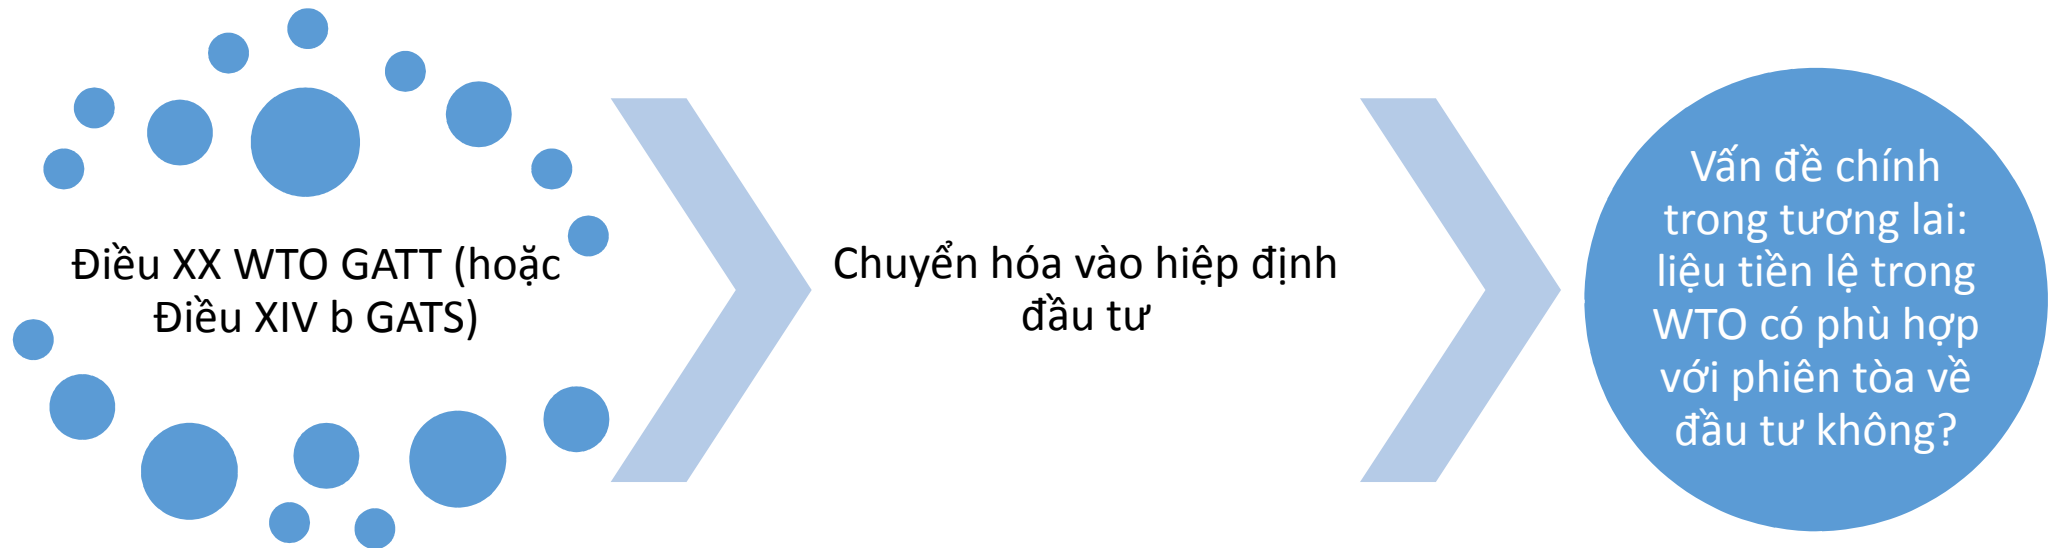 Điều XX WTO GATT (hoặc
Điều XIV b GATS)
Chuyển hóa vào hiệp định
đầu tư
Vấn đề chính
trong tương lai:
liệu tiền lệ trong
WTO có phù hợp
với phiên tòa về
đầu tư không?